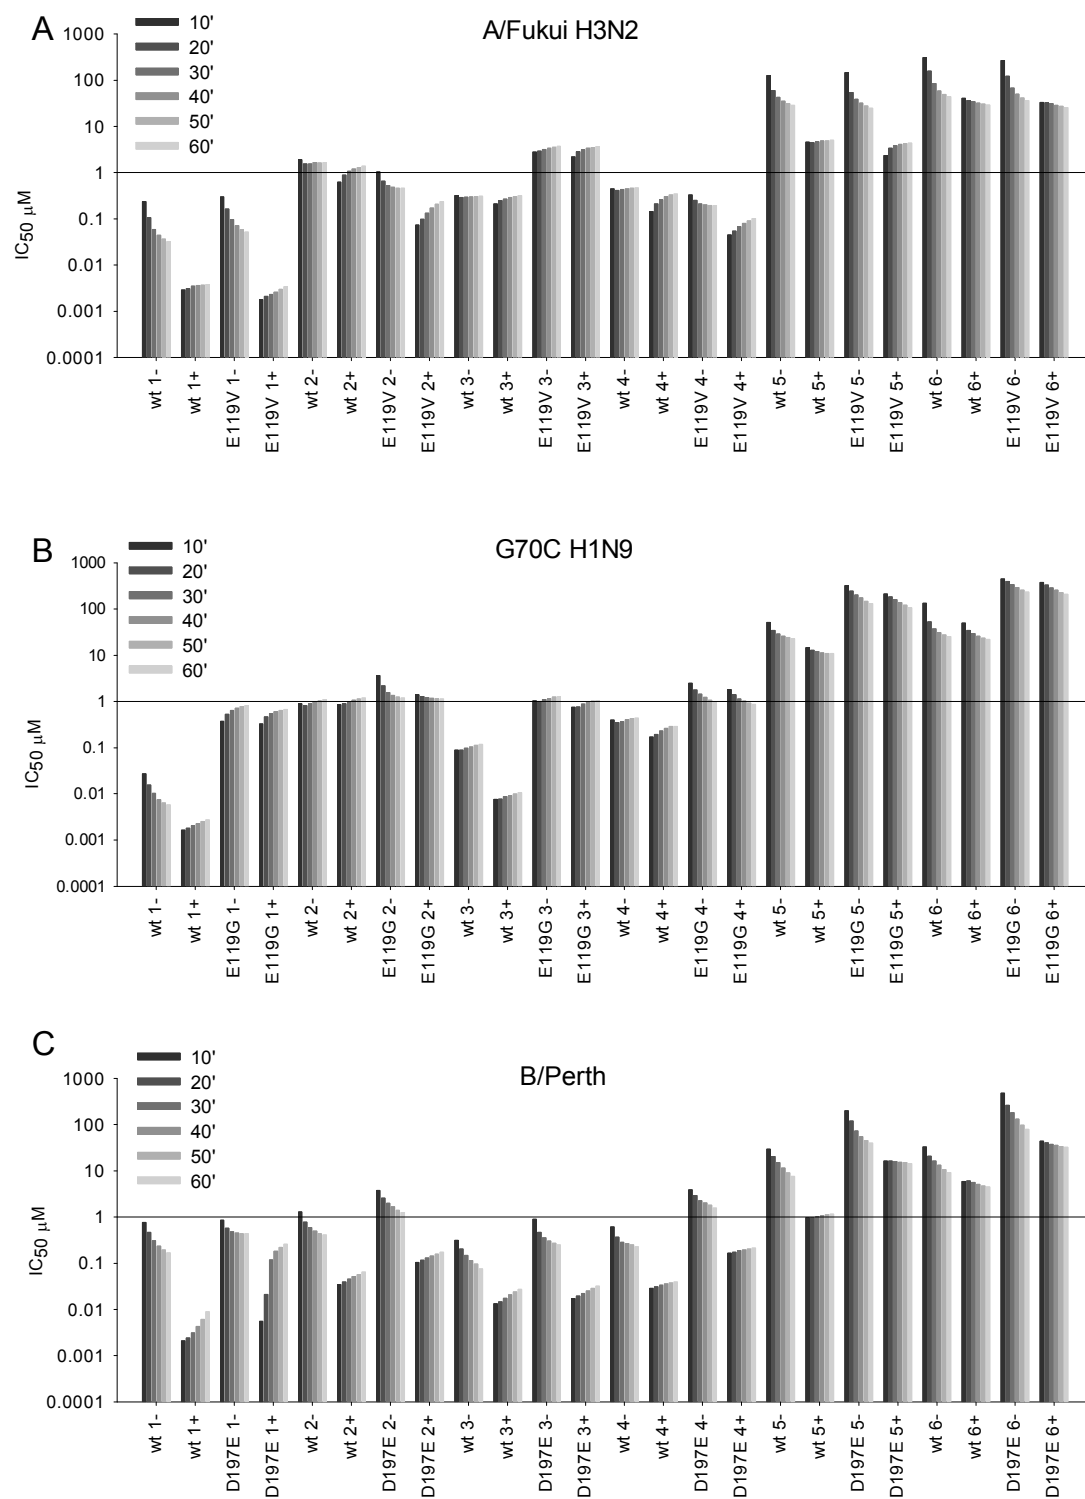 A
A/Fukui H3N2
10'
20'
30'
40'
50'
60'
1000
100
10
1
0.1
0.01
0.001
0.0001
IC50 μM
wt 1-
wt 1+
E119V 1-
E119V 1+
wt 2-
wt 2+
E119V 2-
E119V 2+
wt 3-
wt 3+
E119V 3-
E119V 3+
wt 4-
wt 4+
E119V 4-
E119V 4+
wt 5-
wt 5+
E119V 5-
E119V 5+
wt 6-
wt 6+
E119V 6-
E119V 6+
B
G70C H1N9
10'
20'
30'
40'
50'
60'
1000
100
10
1
0.1
0.01
0.001
0.0001
IC50 μM
wt 1-
wt 1+
E119G 1-
E119G 1+
wt 2-
wt 2+
E119G 2-
E119G 2+
wt 3-
wt 3+
E119G 3-
E119G 3+
wt 4-
wt 4+
E119G 4-
E119G 4+
wt 5-
wt 5+
E119G 5-
E119G 5+
wt 6-
wt 6+
E119G 6-
E119G 6+
C
B/Perth
10'
20'
30'
40'
50'
60'
1000
100
10
1
0.1
0.01
0.001
0.0001
IC50 μM
wt 1-
wt 1+
D197E 1-
D197E 1+
wt 2-
wt 2+
D197E 2-
D197E 2+
wt 3-
wt 3+
D197E 3-
D197E 3+
wt 4-
wt 4+
D197E 4-
D197E 4+
wt 5-
wt 5+
D197E 5-
D197E 5+
wt 6-
wt 6+
D197E 6-
D197E 6+